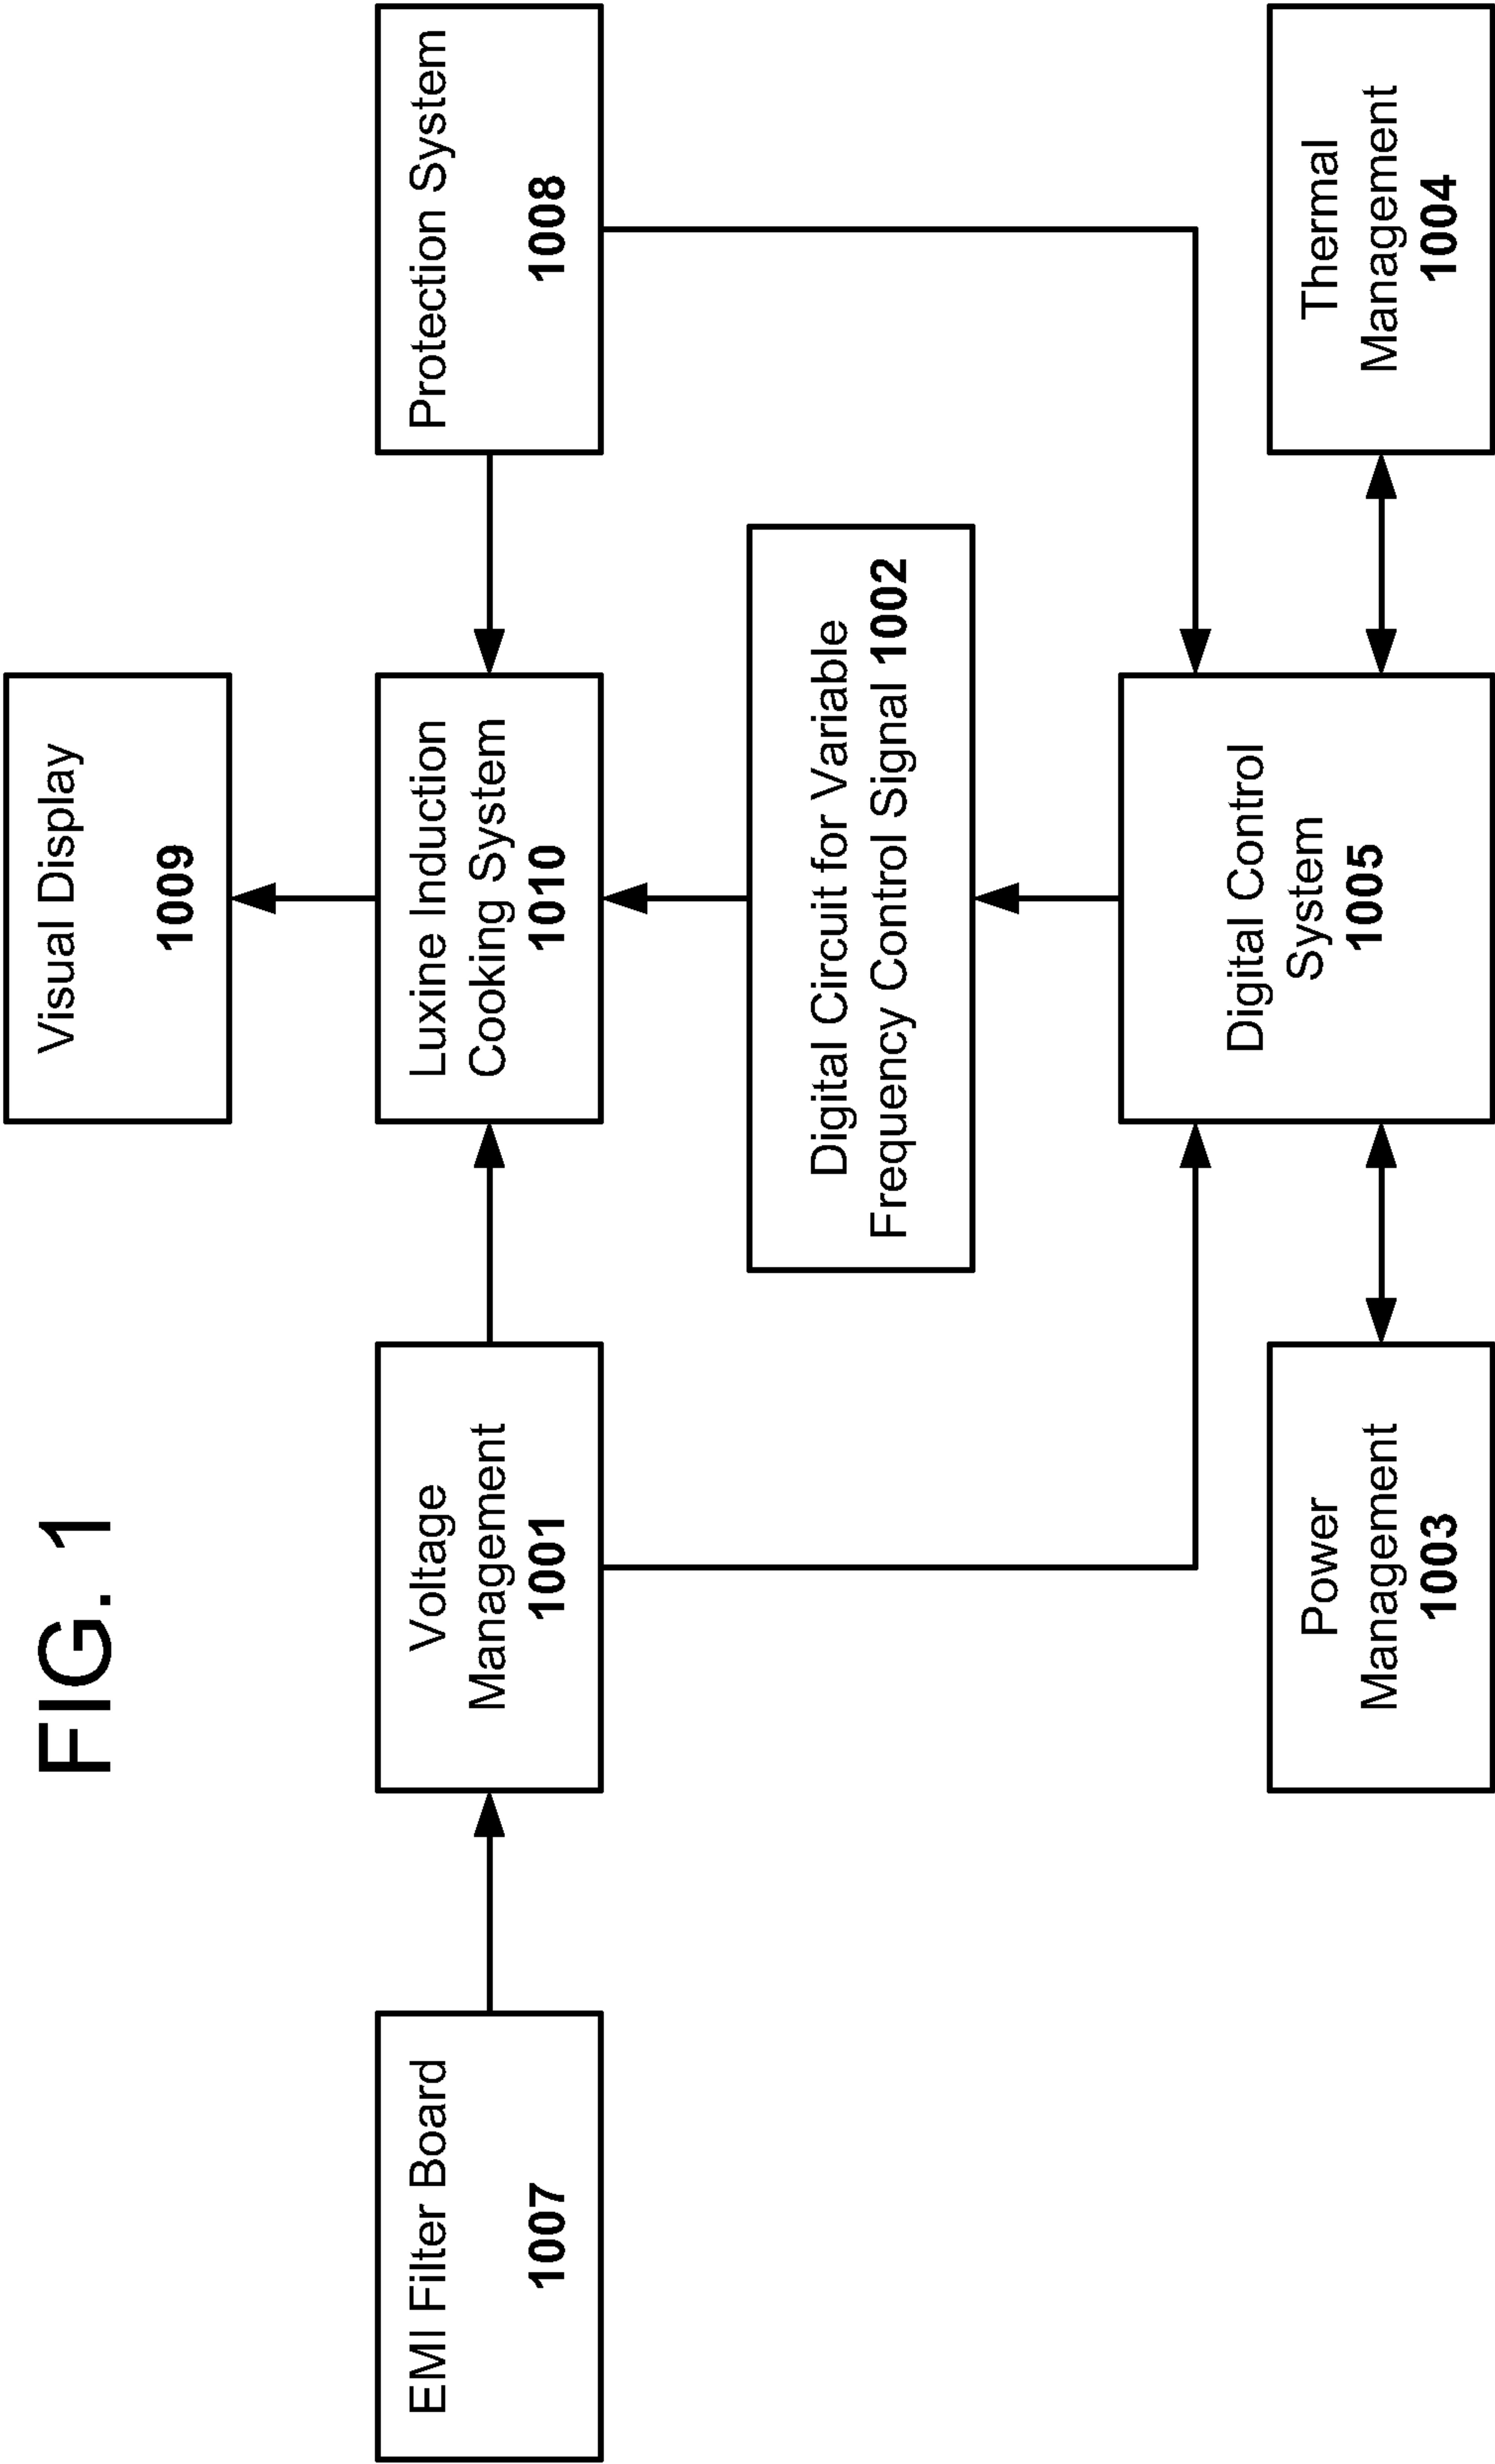 FIG. 1
Visual Display
1009
EMI Filter Board
1007
Voltage
Management
1001
Luxine Induction
Cooking System
1010
Protection System
1008
Digital Circuit for Variable
Frequency Control Signal 1002
Power
Management
1003
Digital Control
System
1005
Thermal
Management
1004